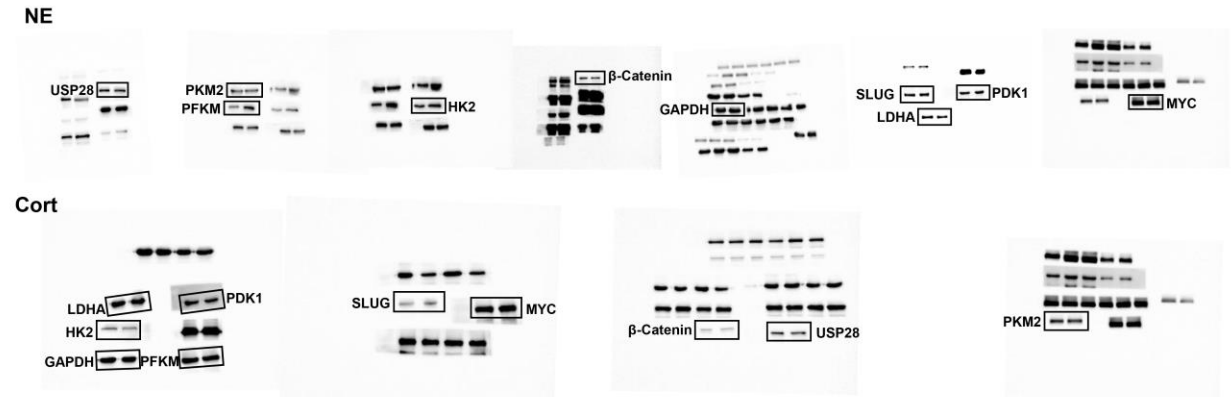 NE
USP28
PKM2
PFKM
HK2
β-Catenin
GAPDH
SLUG
PDK1
LDHA
MYC
Cort
LDHA
PDK1
HK2
GAPDH
PFKM
SLUG
MYC
β-Catenin
USP28
PKM2